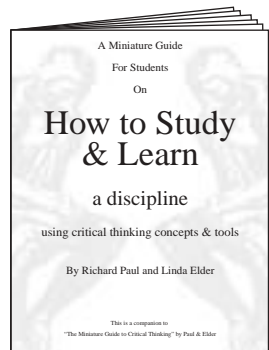 A Miniature Guide
For Students
On
How to Study
& Learn
a discipline
using critical thinking concepts & tools
By Richard Paul and Linda Elder
This is a companion to
"The Miniature Guide to Critical Thinking" by Paul & Elder